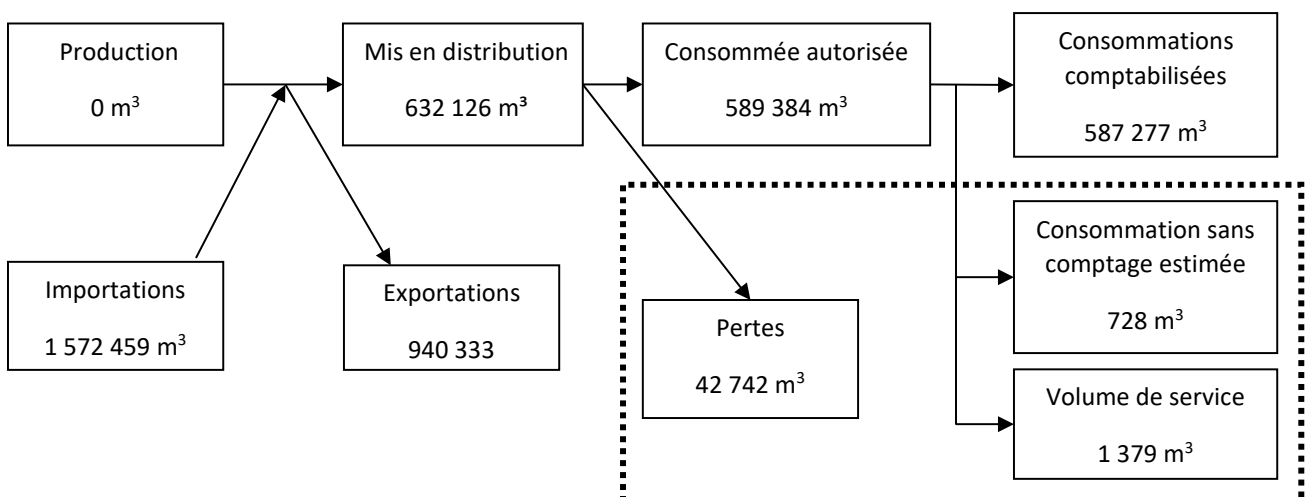 Production
0 m³
Mis en distribution
632 126 m³
Consommée autorisée
589 384 m³
Consommations
comptabilisées
587 277 m³
Importations
1 572 459 m³
Exportations
940 333
Pertes
42 742 m³
Consommation sans
comptage estimée
728 m³
Volume de service
1 379 m³